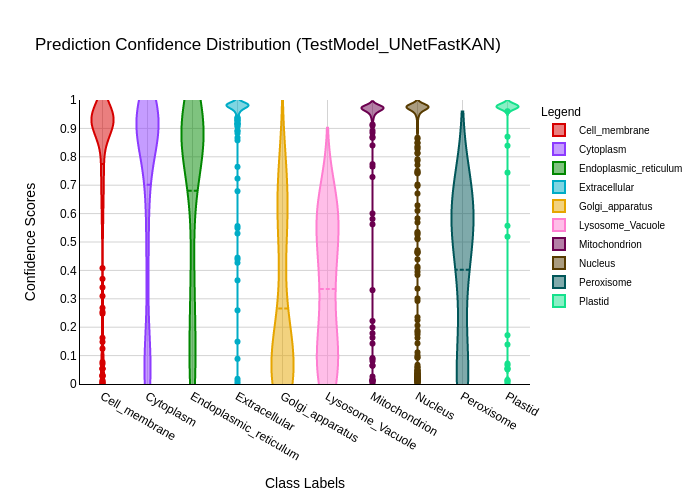 Prediction Confidence Distribution (TestModel_UNetFastKAN)
Confidence Scores
1
0.9
0.8
0.7
0.6
0.5
0.4
0.3
0.2
0.1
0
Cell_membrane
Cytoplasm
Endoplasmic_reticulum
Extracellular
Golgi_apparatus
Lysosome_Vacuole
Mitochondrion
Nucleus
Peroxisome
Plastid
Class Labels
Legend
Cell_membrane
Cytoplasm
Endoplasmic_reticulum
Extracellular
Golgi_apparatus
Lysosome_Vacuole
Mitochondrion
Nucleus
Peroxisome
Plastid